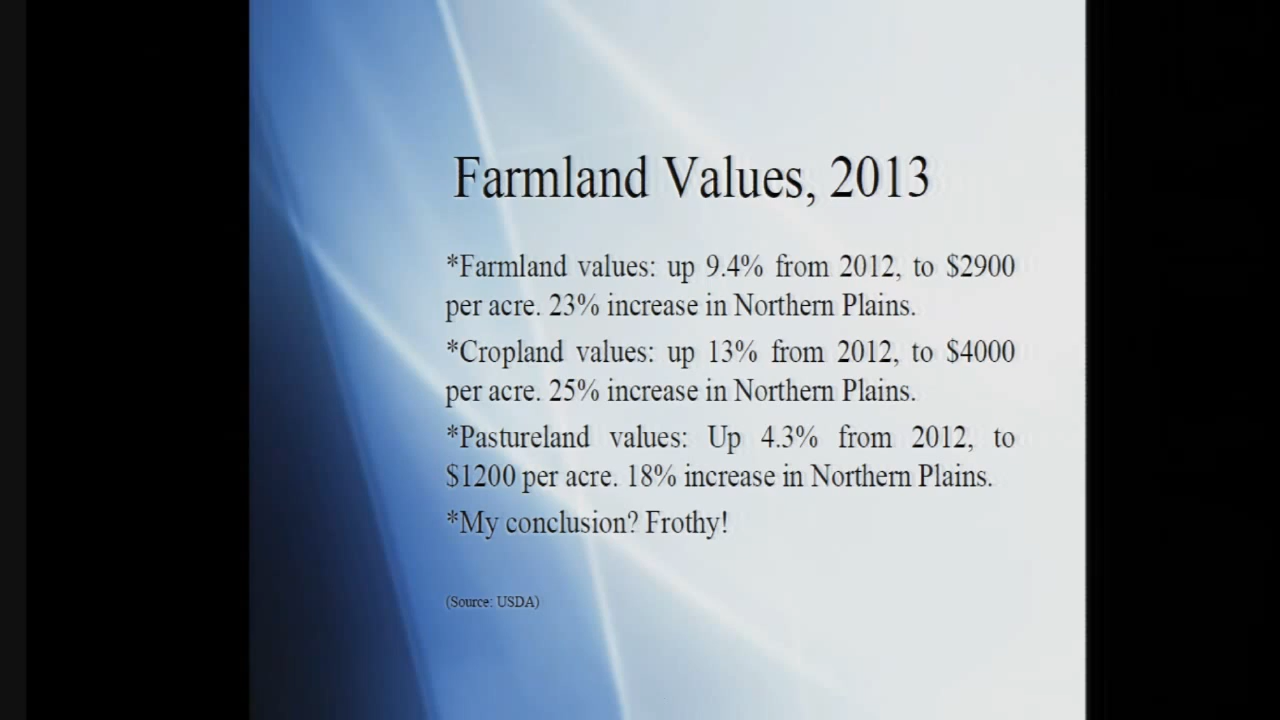 Farmland Values, 2013
*Farmland values: up 9.4% from 2012, to $2900
per acre. 23% increase in Northern Plains.
*Cropland values: up 13% from 2012, to $4000
per acre. 25% increase in Northern Plains.
*Pastureland values: Up 4.3% from 2012, to
$1200 per acre. 18% increase in Northern Plains.
*My conclusion? Frothy!
(Source: USDA)